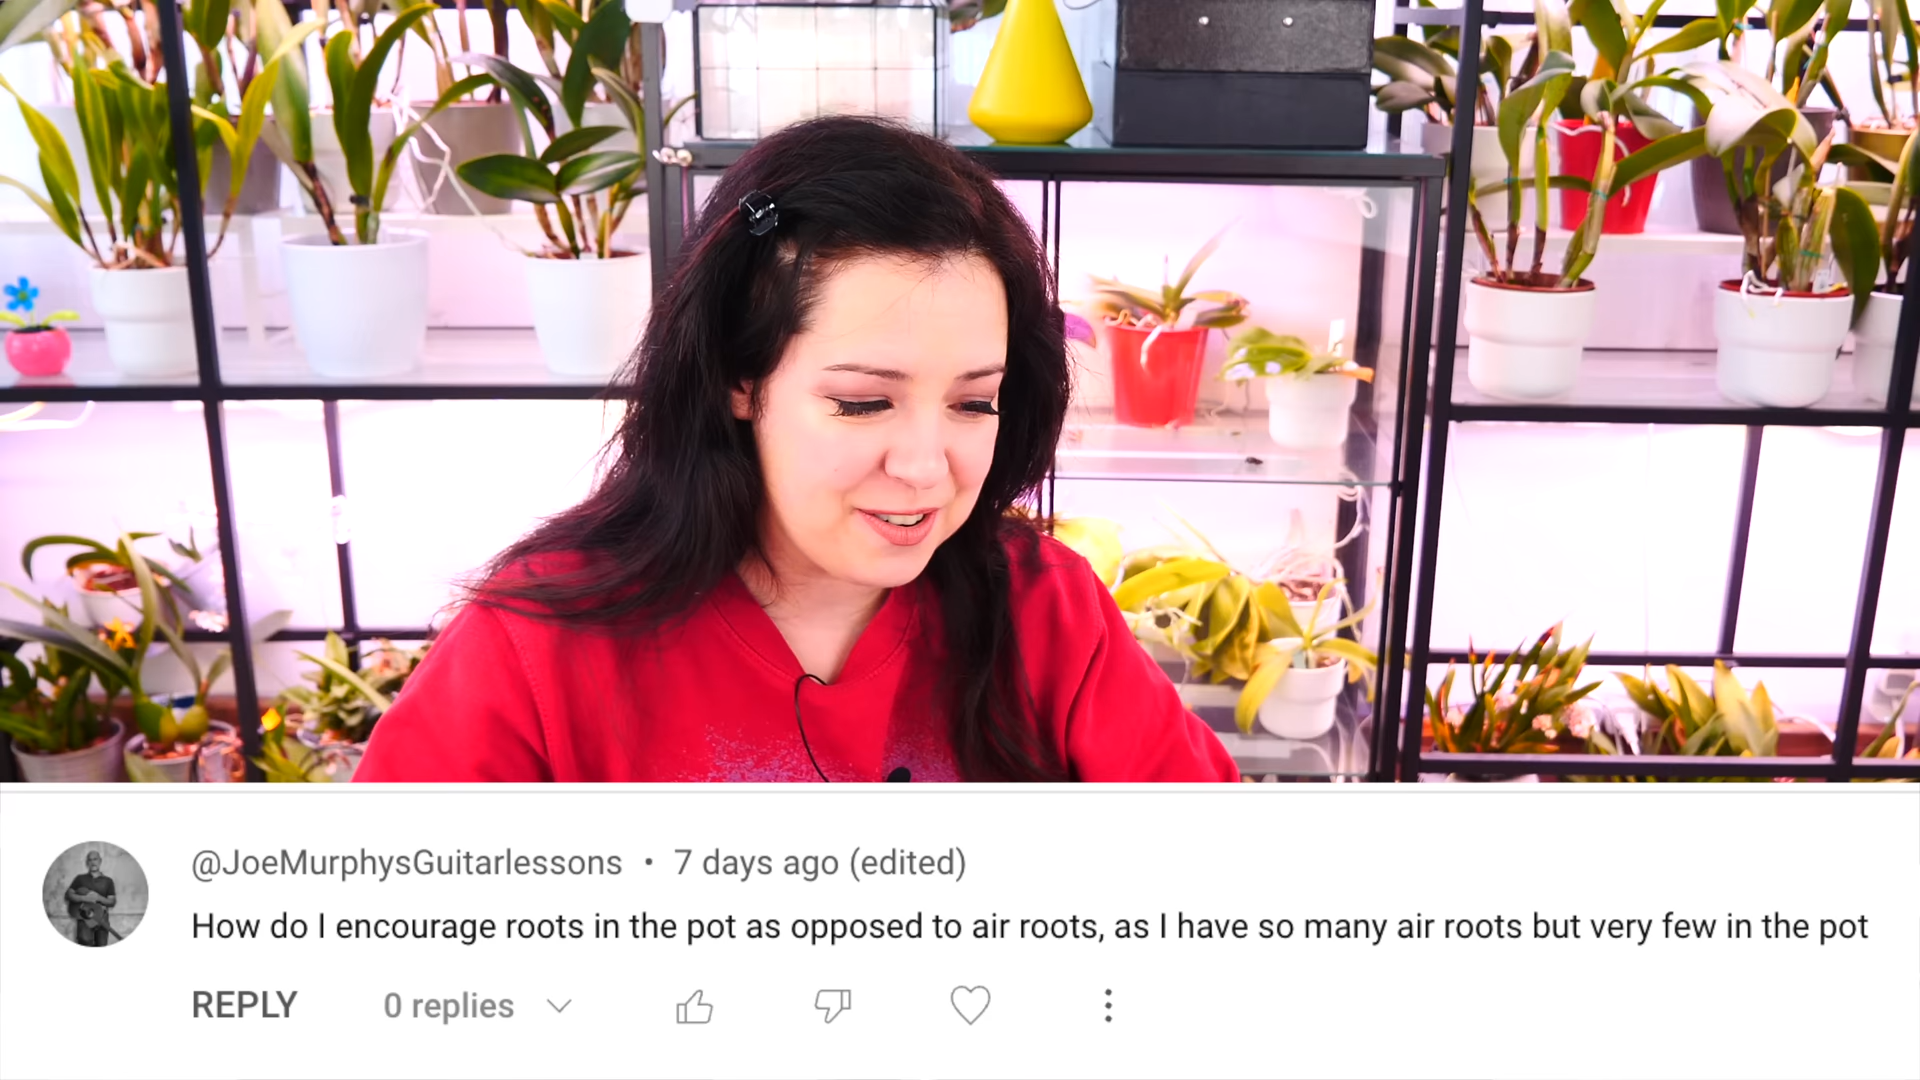 @JoeMurphysGuitarlessons • 7 days ago (edited)
How do I encourage roots in the pot as opposed to air roots, as I have so many air roots but very few in the pot
REPLY 0 replies